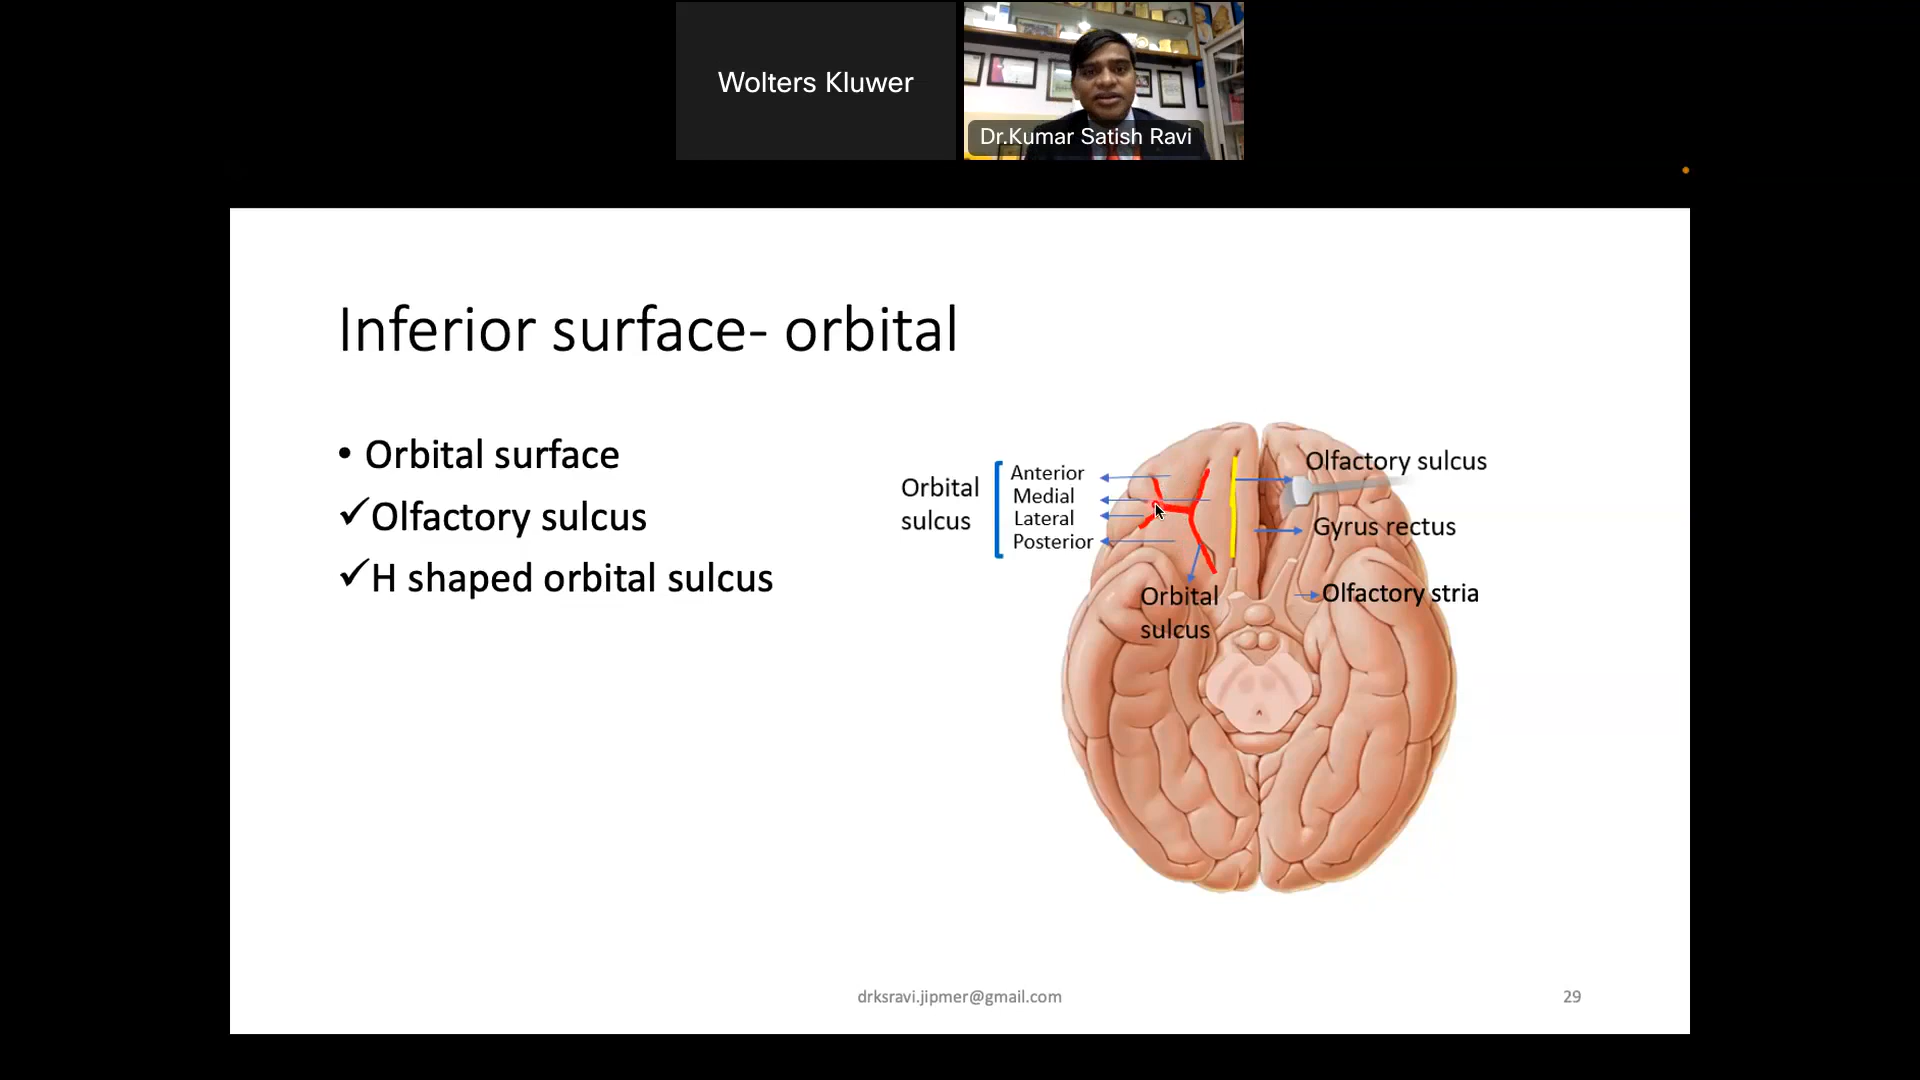 Wolters Kluwer
Dr.Kumar Satish Ravi
Inferior surface- orbital
• Orbital surface
✓Olfactory sulcus
✓H shaped orbital sulcus
Orbital
sulcus
Anterior
Medial
Lateral
Posterior
Orbital
sulcus
Olfactory sulcus
Gyrus rectus
Olfactory stria
drksravi.jipmer@gmail.com
29